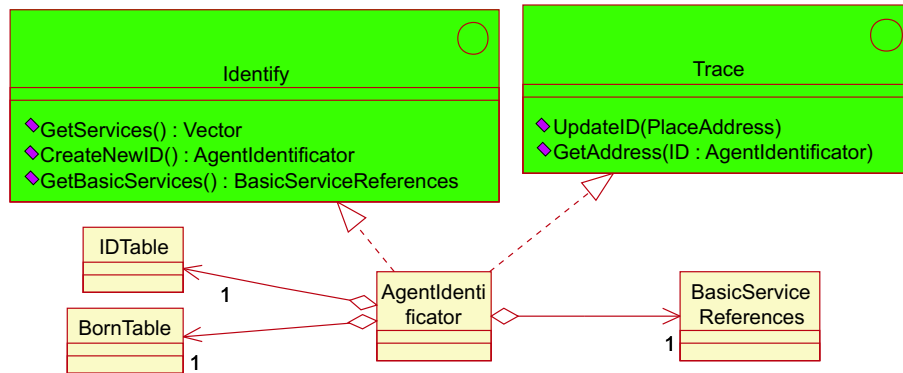 Identify
GetServices() : Vector
CreateNewID() : AgentIdentificator
GetBasicServices() : BasicServiceReferences
Trace
UpdateID(PlaceAddress)
GetAddress(ID : AgentIdentificator)
IDTable
1
BornTable
1
AgentIdenti
ficator
BasicService
References
1